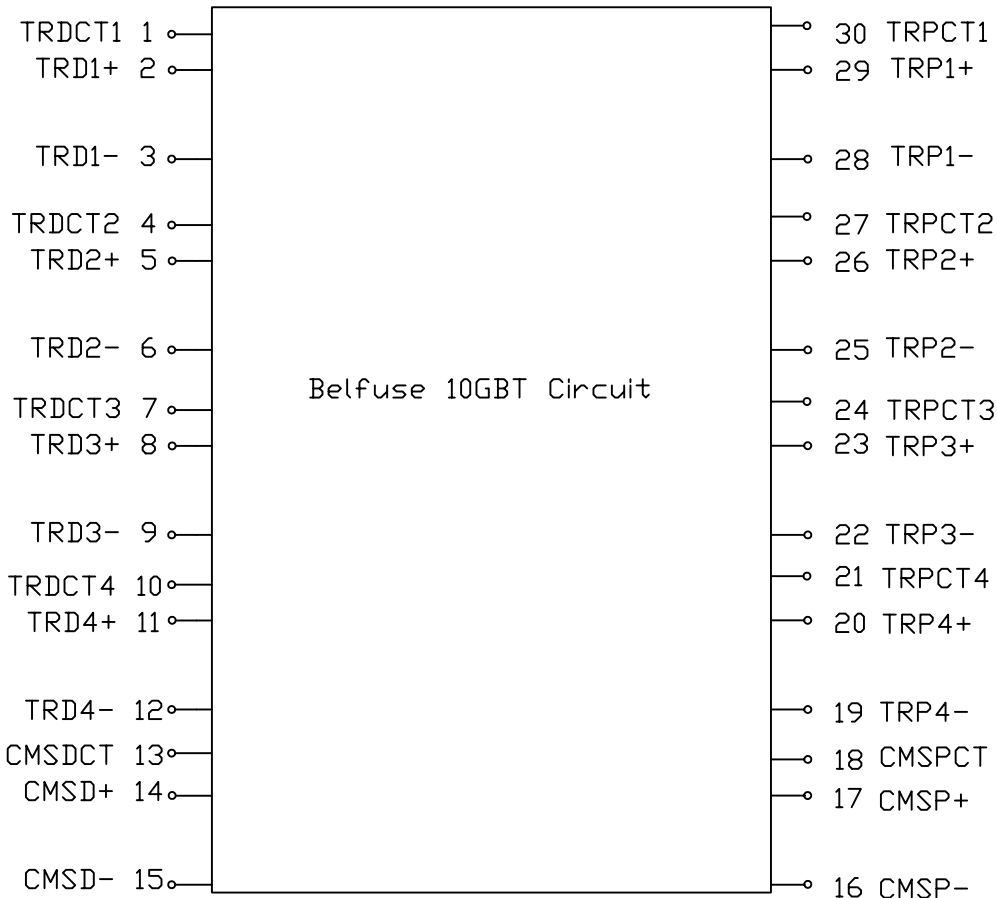 TRDCT1 1 30 TRPCT1
TRD1+ 2 29 TRP1+
TRD1- 3 28 TRP1-
TRDCT2 4 27 TRPCT2
TRD2+ 5 26 TRP2+
TRD2- 6 25 TRP2-
Belfuse 10GBT Circuit
TRDCT3 7 24 TRPCT3
TRD3+ 8 23 TRP3+
TRD3- 9 22 TRP3-
TRDCT4 10 21 TRPCT4
TRD4+ 11 20 TRP4+
TRD4- 12 19 TRP4-
CMSDCT 13 18 CMSPCT
CMSD+ 14 17 CMSP+
CMSD- 15 16 CMSP-